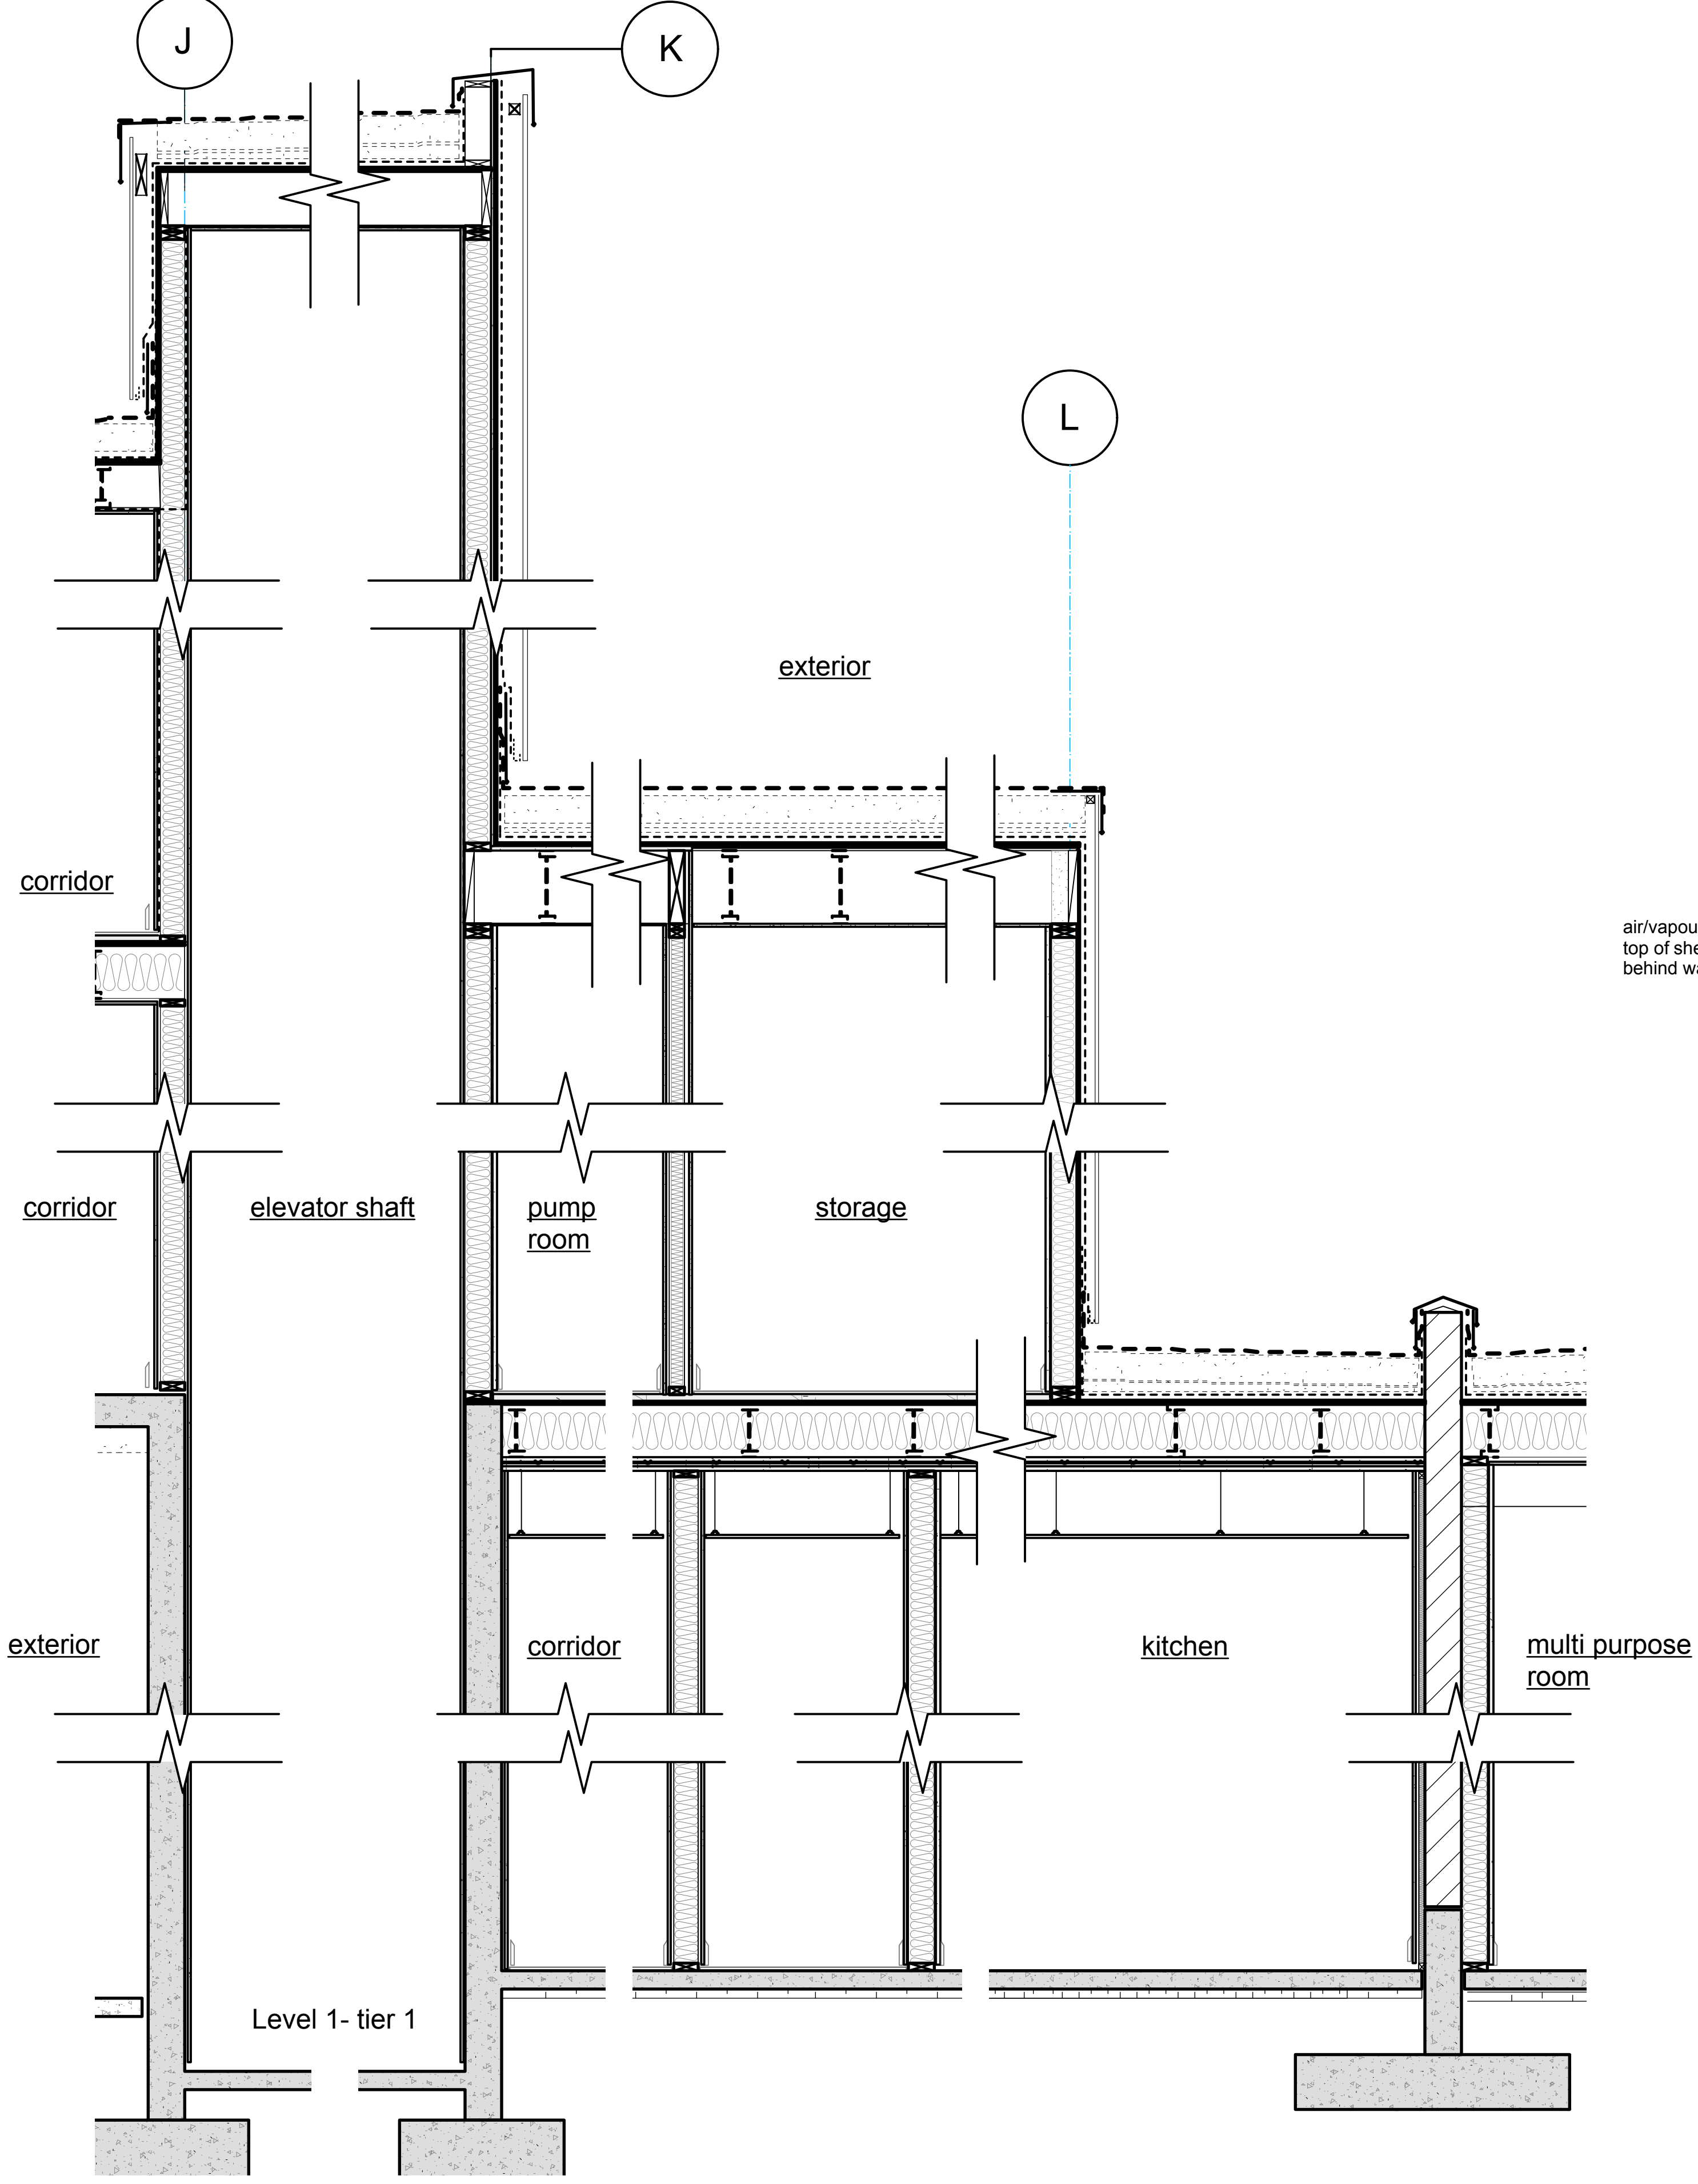 J
K
L
exterior
corridor
air/vapou
top of she
behind wa
corridor
elevator shaft
pump
room
storage
exterior
corridor
kitchen
multi purpose
room
Level 1- tier 1